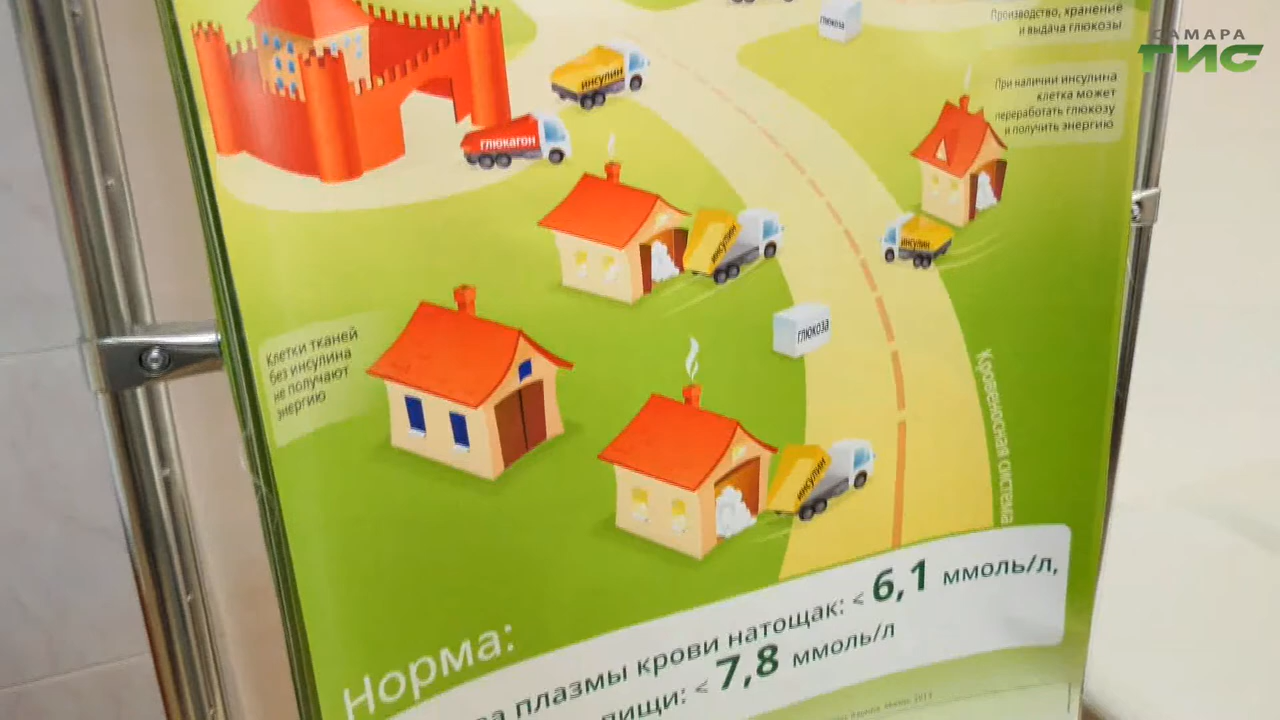 Производство, хранение
и выдача глюкозы
САМАРА
ГИС
глюкоза
При наличии инсулина
клетка может
переработать глюкозу
и получить энергию
инсулин
глюкагон
инсулин
инсулин
глюкоза
Клетки тканей
без инсулина
не получают
энергию
Кровеносная система
инсулин
Норма:
плазмы крови натощак: < 6,1 ммоль/л,
пищи: < 7,8 ммоль/л